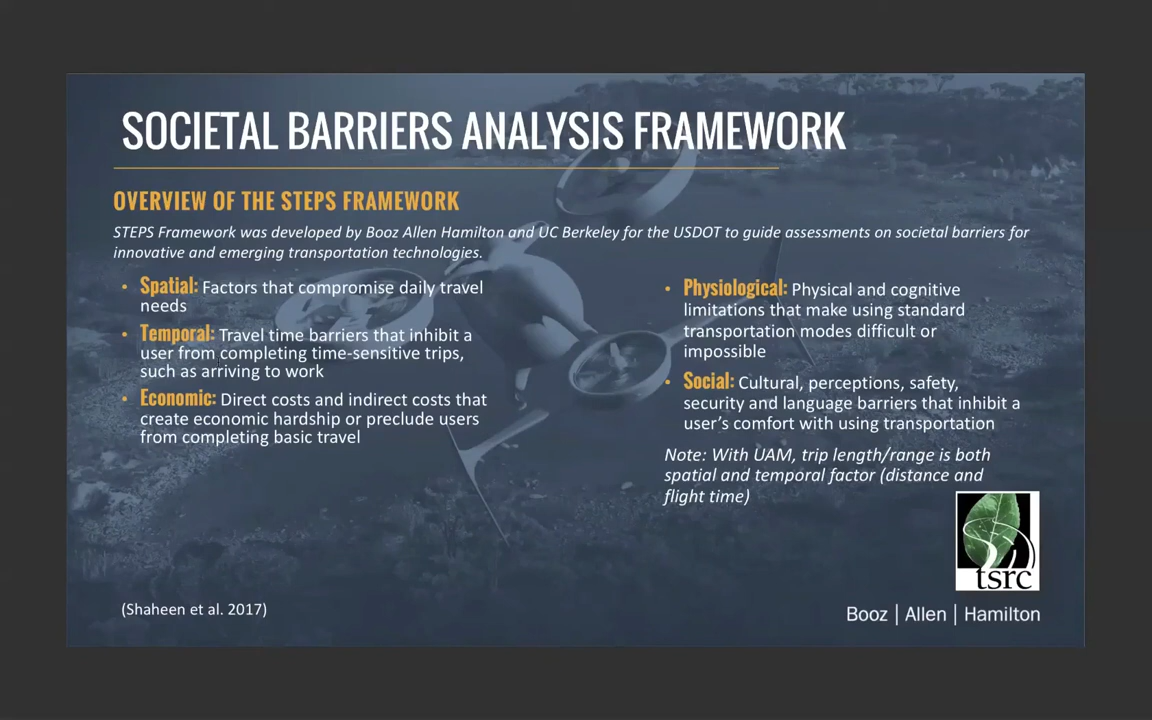 SOCIETAL BARRIERS ANALYSIS FRAMEWORK
OVERVIEW OF THE STEPS FRAMEWORK
STEPS Framework was developed by Booz Allen Hamilton and UC Berkeley for the USDOT to guide assessments on societal barriers for
innovative and emerging transportation technologies.
• Spatial: Factors that compromise daily travel
needs
• Temporal: Travel time barriers that inhibit a
user from completing time-sensitive trips,
such as arriving to work
• Economic: Direct costs and indirect costs that
create economic hardship or preclude users
from completing basic travel
• Physiological: Physical and cognitive
limitations that make using standard
transportation modes difficult or
impossible
• Social: Cultural, perceptions, safety,
security and language barriers that inhibit a
user's comfort with using transportation
Note: With UAM, trip length/range is both
spatial and temporal factor (distance and
flight time)
tsrc
(Shaheen et al. 2017)
Booz | Allen | Hamilton